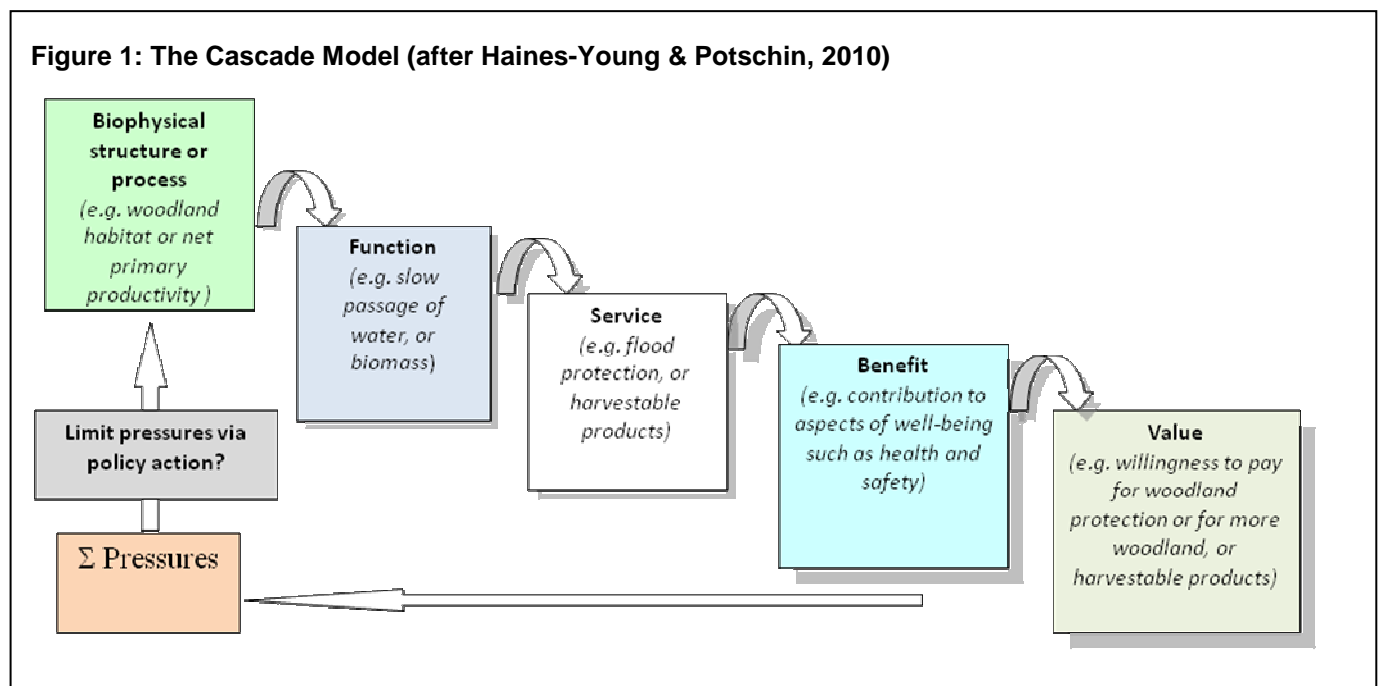 Figure 1: The Cascade Model (after Haines-Young & Potschin, 2010)
Biophysical
structure or
process
(e.g. woodland
habitat or net
primary
productivity )
Function
(e.g. slow
passage of
water, or
biomass)
Service
(e.g. flood
protection, or
harvestable
products)
Benefit
(e.g. contribution to
aspects of well-being
such as health and
safety)
Value
(e.g. willingness to pay
for woodland
protection or for more
woodland, or
harvestable products)
Limit pressures via
policy action?
Σ Pressures